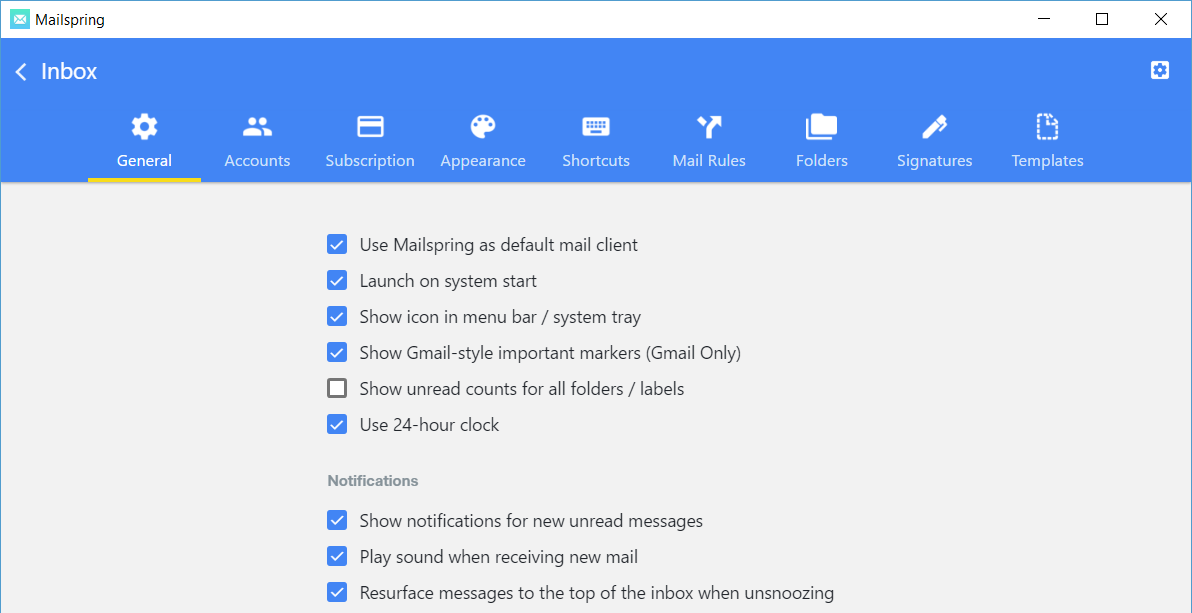 Mailspring
Inbox
General Accounts Subscription Appearance Shortcuts Mail Rules Folders Signatures Templates
Use Mailspring as default mail client
Launch on system start
Show icon in menu bar / system tray
Show Gmail-style important markers (Gmail Only)
Show unread counts for all folders / labels
Use 24-hour clock
Notifications
Show notifications for new unread messages
Play sound when receiving new mail
Resurface messages to the top of the inbox when unsnoozing